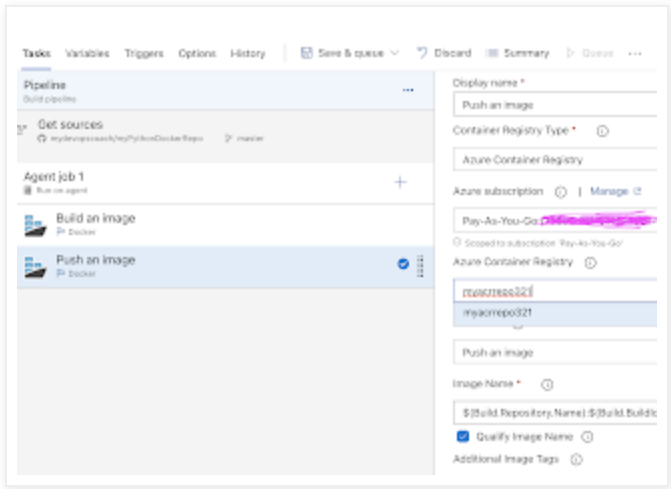 Tasks Variables Triggers Options History Save & queue Discard Summary Queue ...
Pipeline ...
Build pipeline
Get sources
mydevopscoach/myPythonDockerRepo master
Agent job 1 +
Run on agent
Build an image
Docker
Push an image
Docker
Display name *
Push an image
Container Registry Type *
Azure Container Registry
Azure subscription | Manage
Pay-As-You-Go
Scoped to subscription 'Pay-As-You-Go'
Azure Container Registry
myacrrepo321
myacrrepo321
Push an image
Image Name *
$(Build.Repository.Name):$(Build.BuildI
Qualify Image Name
Additional Image Tags